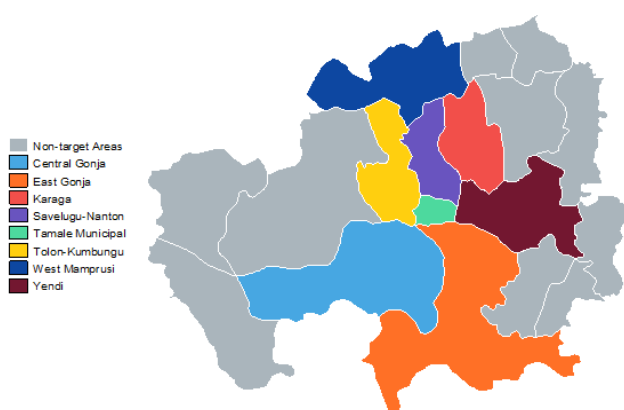 Non-target Areas
Central Gonja
East Gonja
Karaga
Savelugu-Nanton
Tamale Municipal
Tolon-Kumbungu
West Mamprusi
Yendi